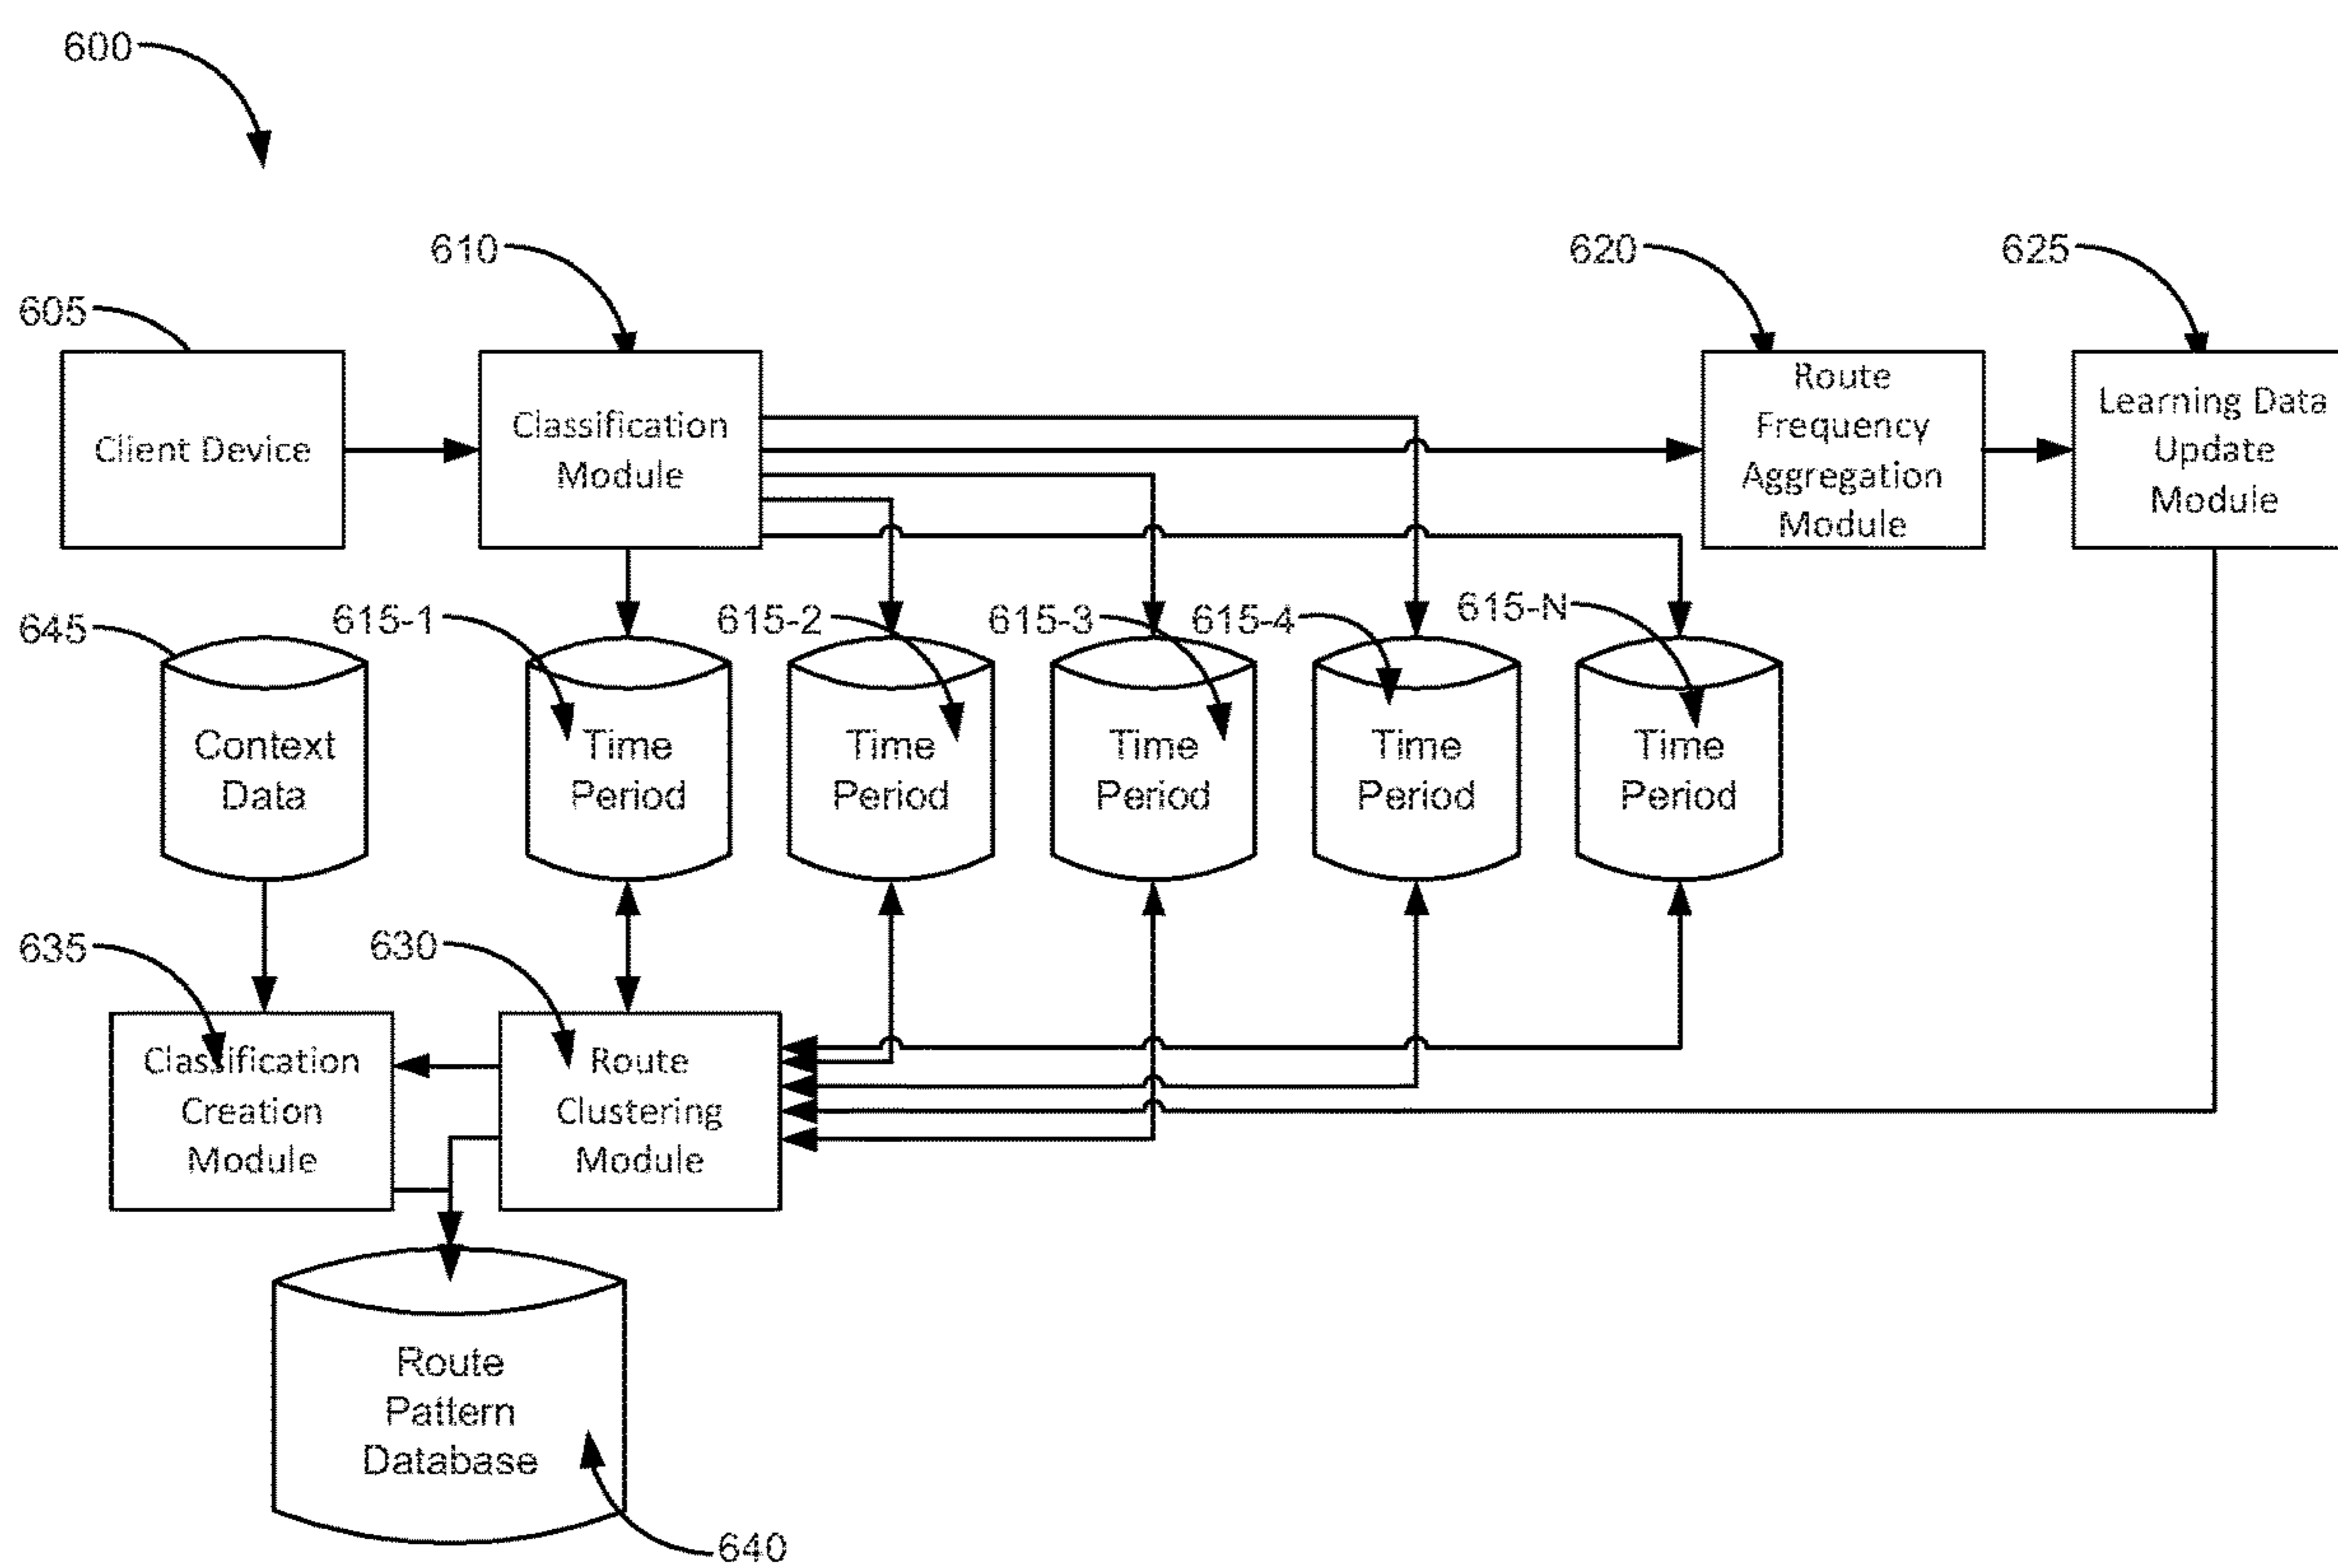 600
610
620
625
605
Client Device
Classification
Module
Route
Frequency
Aggregation
Module
Learning Data
Update
Module
645
615-1
615-2
615-3
615-4
615-N
Context
Data
Time
Period
Time
Period
Time
Period
Time
Period
Time
Period
635
630
Classification
Creation
Module
Route
Clustering
Module
Route
Pattern
Database
640